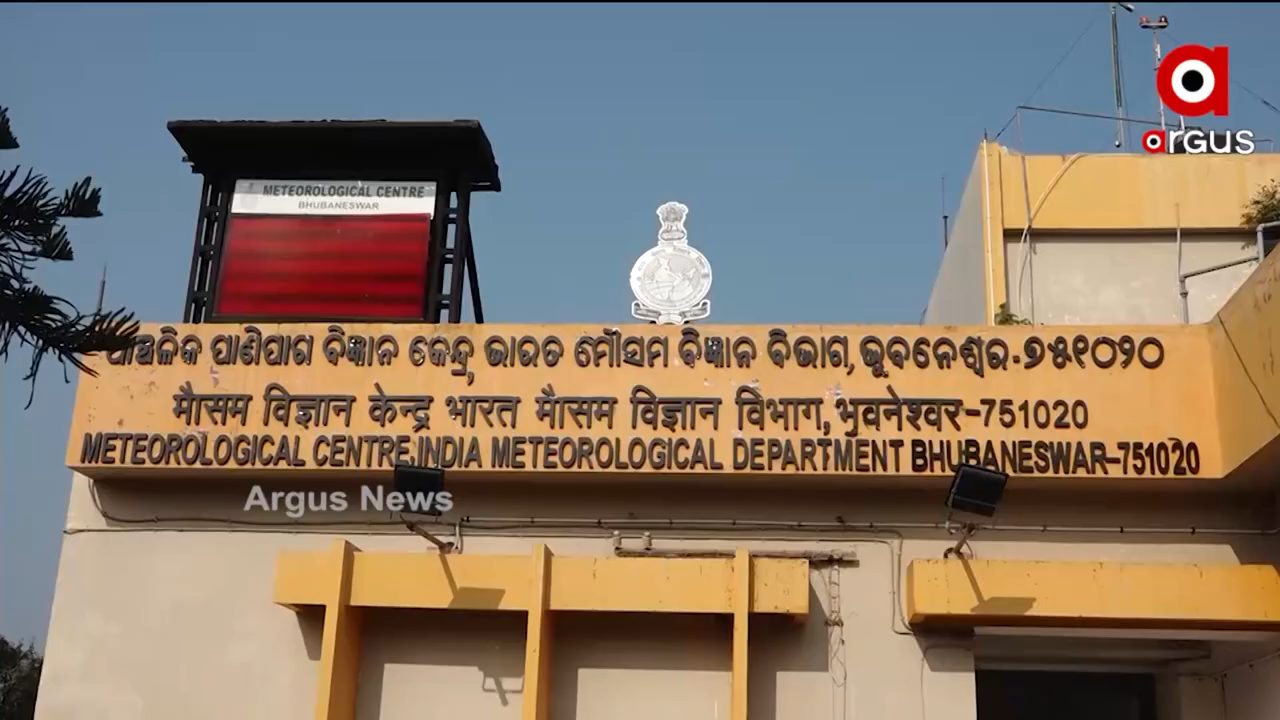 argus
METEOROLOGICAL CENTRE
BHUBANESWAR
ପାଞ୍ଚଳିକ ପାଣିପାଗ ବିଜ୍ଞାନ କେନ୍ଦ୍ର, ଭାରତ ମୌସମ ବିଜ୍ଞାନ ବିଭାଗ, ଭୁବନେଶ୍ୱର-୭୫୧୦୨୦
मौसम विज्ञान केन्द्र भारत मौसम विज्ञान विभाग, भुवनेश्वर-751020
METEOROLOGICAL CENTRE,INDIA METEOROLOGICAL DEPARTMENT BHUBANESWAR-751020
Argus News